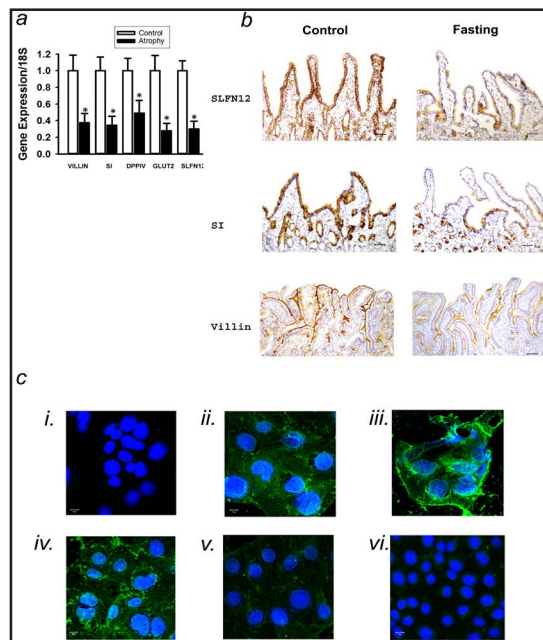 a
Control
Atrophy
Gene Expression/18S
1.2
1.0
0.8
0.6
0.4
0.2
0.0
* * * * *
VILLIN SI DPPIV GLUT2 SLFN12
b
Control Fasting
SLFN12
SI
Villin
c
i. ii. iii.
iv. v. vi.